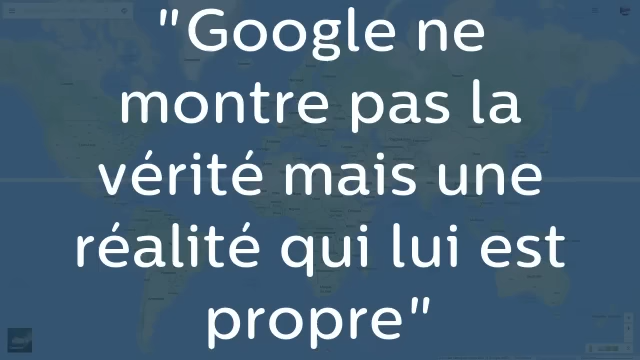 "Google ne
montre pas la
vérité mais une
réalité qui lui est
propre"